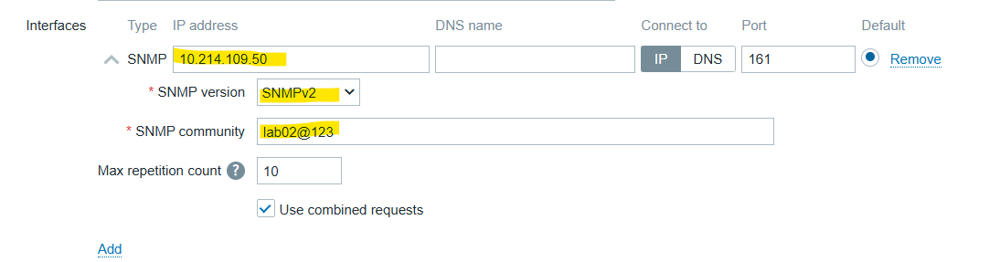 Interfaces Type IP address DNS name Connect to Port Default
SNMP 10.214.109.50 IP DNS 161 Remove
* SNMP version SNMPv2
* SNMP community lab02@123
Max repetition count ? 10
Use combined requests
Add